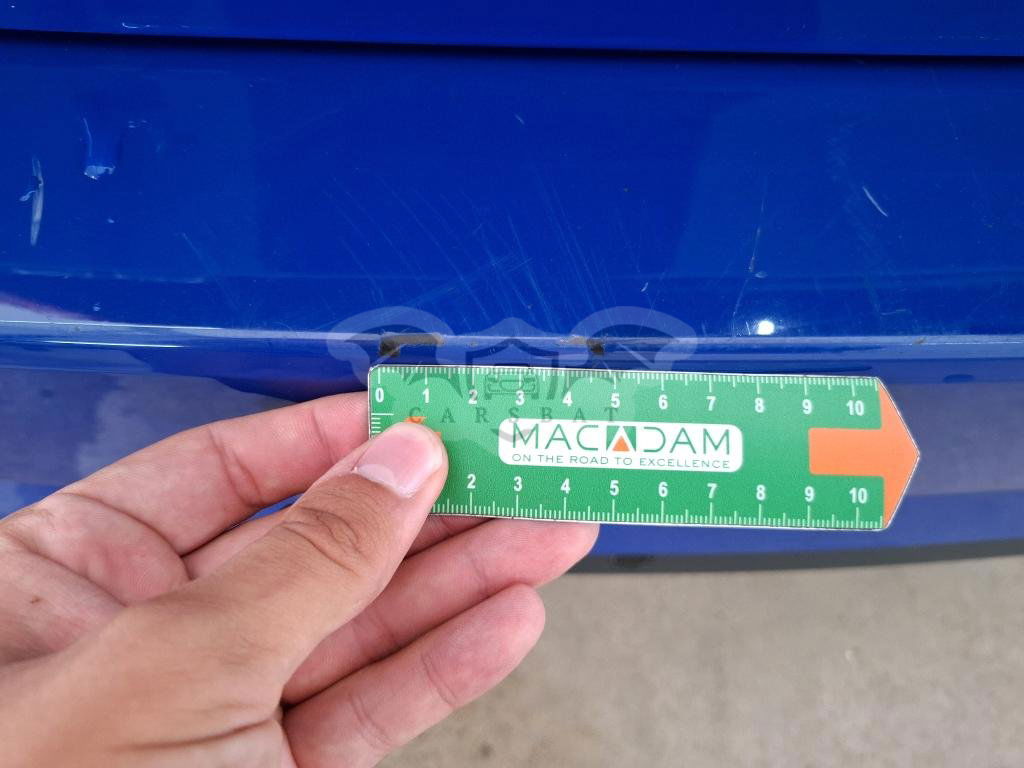 0 1 2 3 4 5 6 7 8 9 10
CARSBAT
MACADAM
ON THE ROAD TO EXCELLENCE
2 3 4 5 6 7 8 9 10